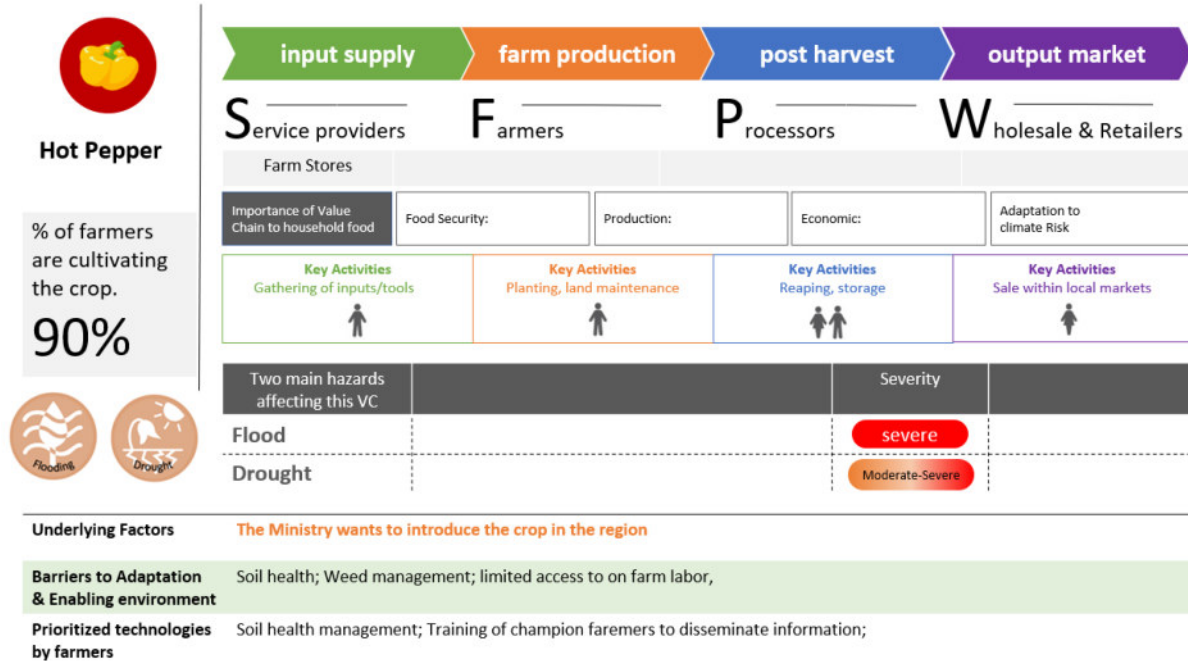 input supply
farm production
post harvest
output market
Service providers
Farmers
Processors
Wholesale & Retailers
Hot Pepper
Farm Stores
Importance of Value
Chain to household food
Food Security:
Production:
Economic:
Adaptation to
climate Risk
% of farmers
are cultivating
the crop.
90%
Key Activities
Gathering of inputs/tools
Key Activities
Planting, land maintenance
Key Activities
Reaping, storage
Key Activities
Sale within local markets
Two main hazards
affecting this VC
Severity
Flooding
Drought
Flood
severe
Drought
Moderate-Severe
Underlying Factors
The Ministry wants to introduce the crop in the region
Barriers to Adaptation
& Enabling environment
Soil health; Weed management; limited access to on farm labor,
Prioritized technologies
by farmers
Soil health management; Training of champion faremers to disseminate information;